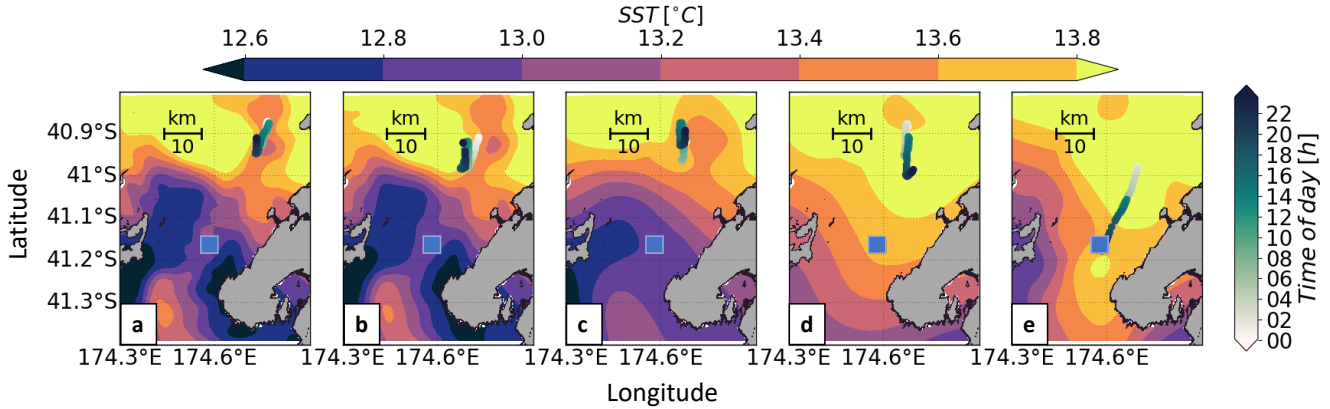 SST [°C]
12.6 12.8 13.0 13.2 13.4 13.6 13.8
Latitude
40.9°S
41°S
41.1°S
41.2°S
41.3°S
km
10
km
10
km
10
km
10
km
10
a
b
c
d
e
174.3°E 174.6°E 174.3°E 174.6°E 174.3°E 174.6°E 174.3°E 174.6°E 174.3°E 174.6°E
Longitude
22
20
18
16
14
12
10
08
06
04
02
00
Time of day [h]